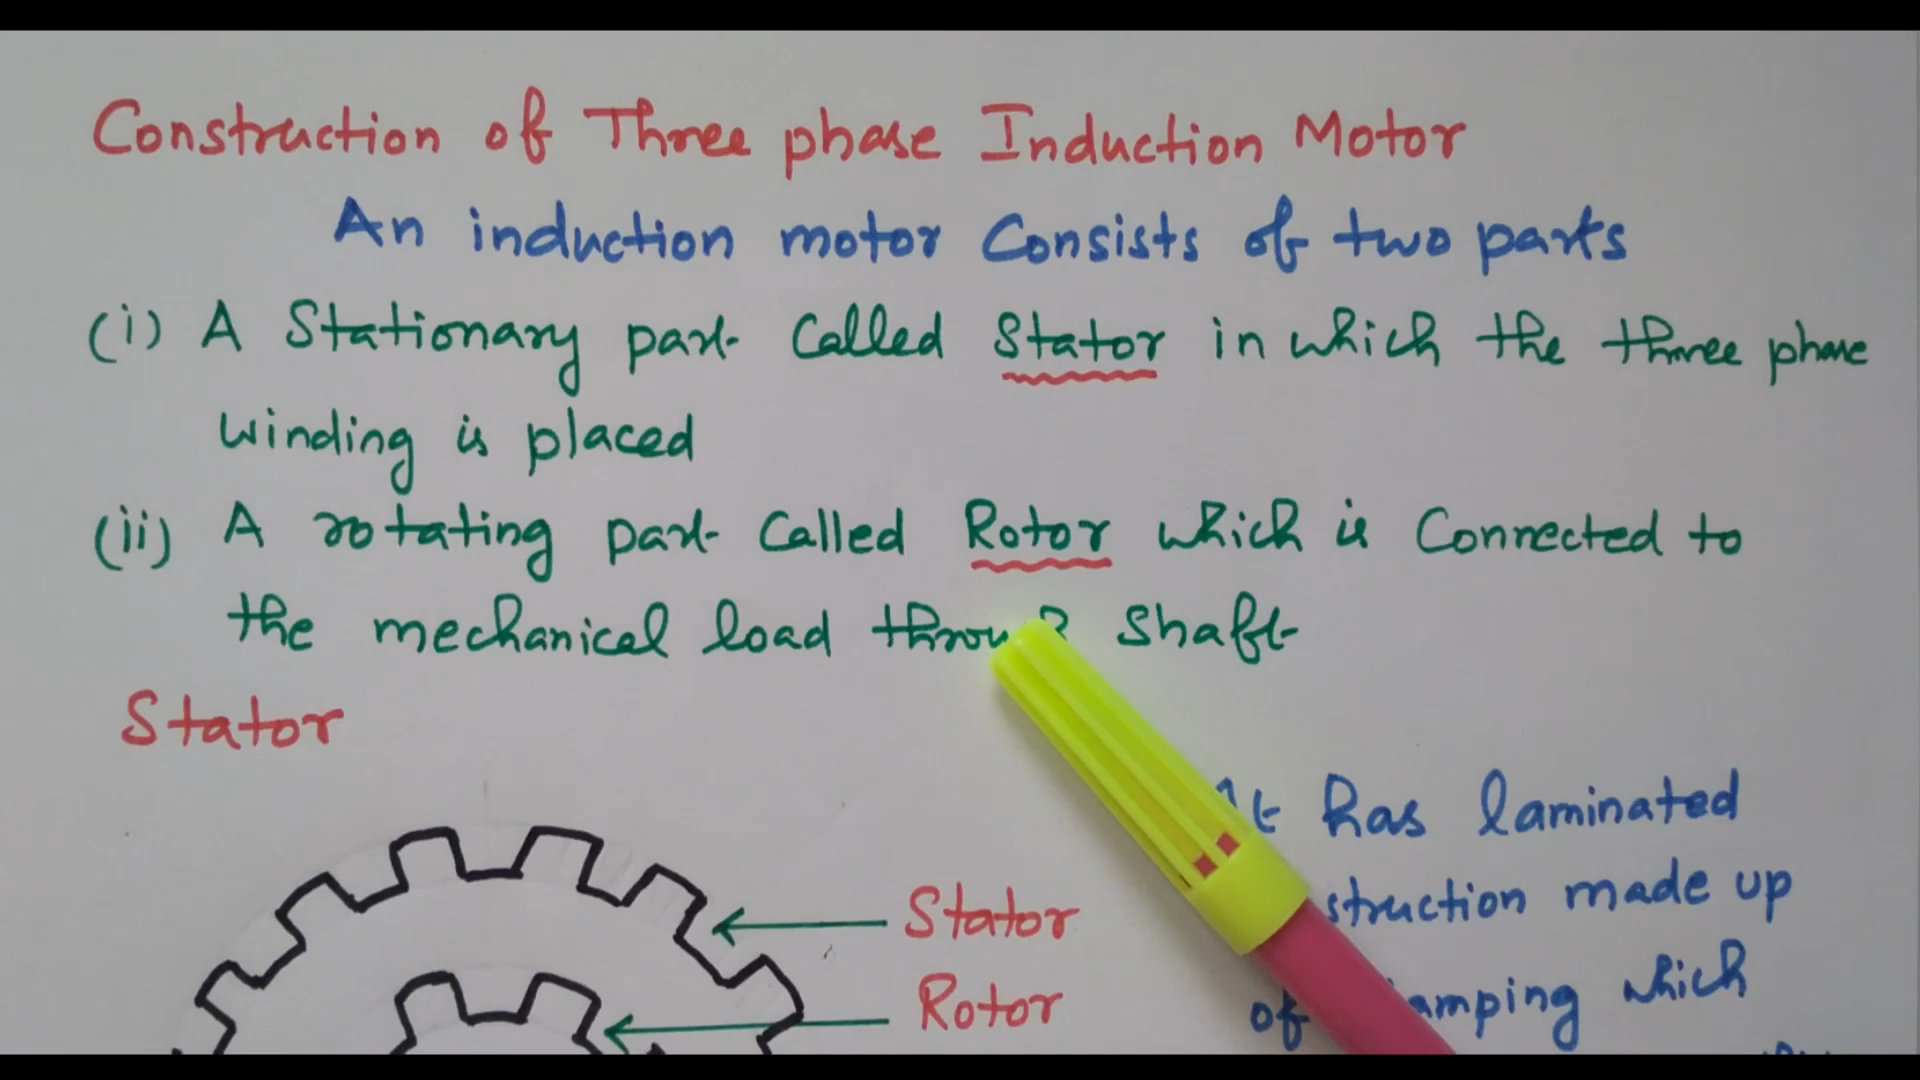 Construction of Three phase Induction Motor
An induction motor Consists of two parts
(i) A Stationary part Called Stator in which the three phase
winding is placed
(ii) A rotating part Called Rotor which is Connected to
the mechanical load shaft
Stator
It has laminated
struction made up
Stator
of amping which
Rotor